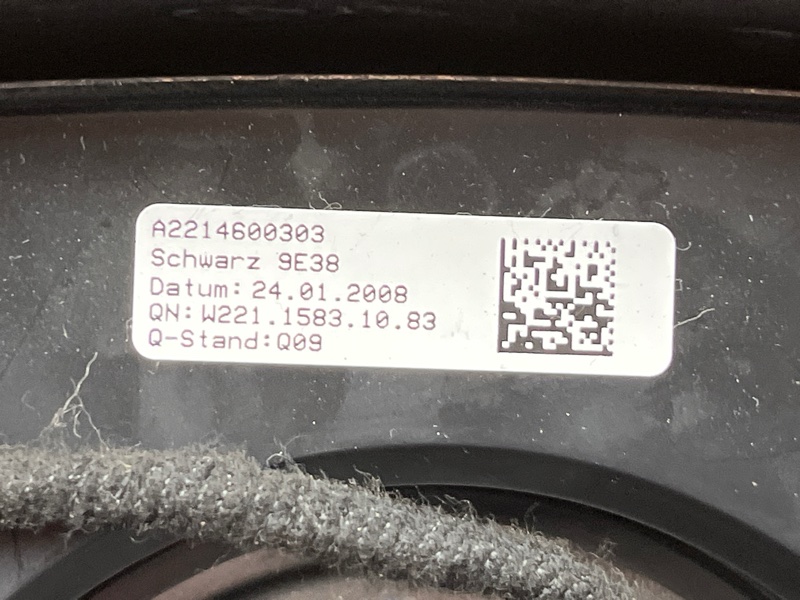 A2214600303
Schwarz 9E38
Datum: 24.01.2008
QN: W221.1583.10.83
Q-Stand:Q09